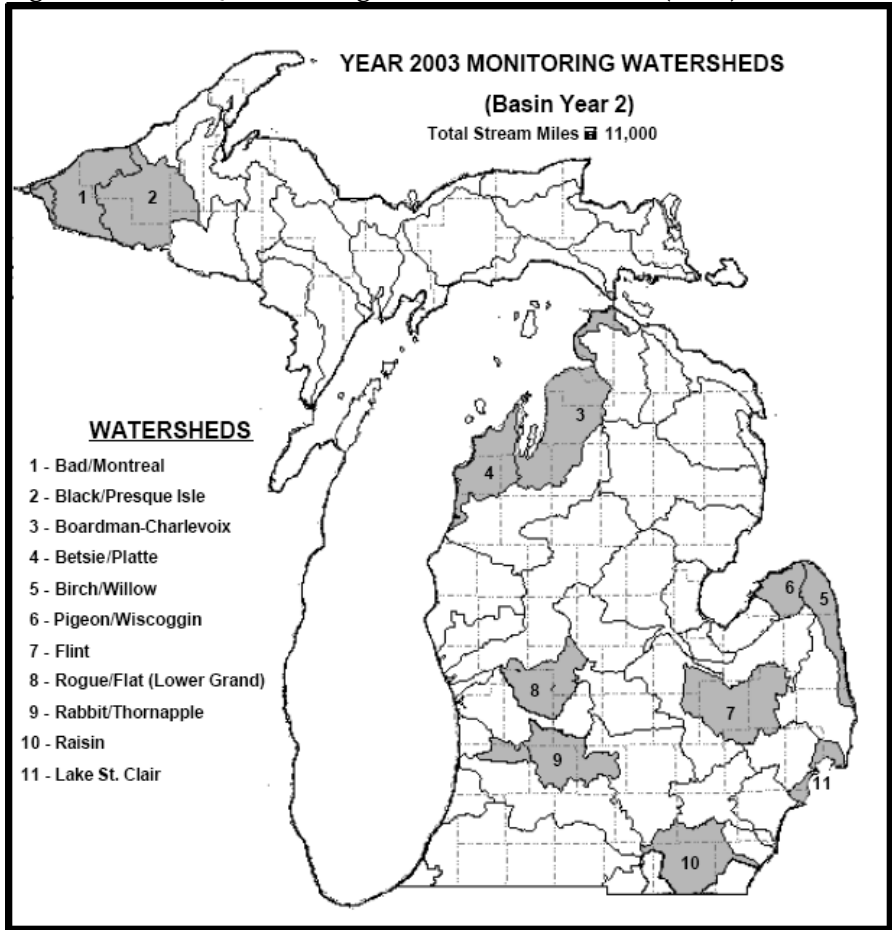 YEAR 2003 MONITORING WATERSHEDS
(Basin Year 2)
Total Stream Miles 11,000
1
2
3
4
WATERSHEDS
1 - Bad/Montreal
2 - Black/Presque Isle
3 - Boardman-Charlevoix
4 - Betsie/Platte
5 - Birch/Willow
6 - Pigeon/Wiscoggin
7 - Flint
8 - Rogue/Flat (Lower Grand)
9 - Rabbit/Thornapple
10 - Raisin
11 - Lake St. Clair
6
5
8
7
9
11
10